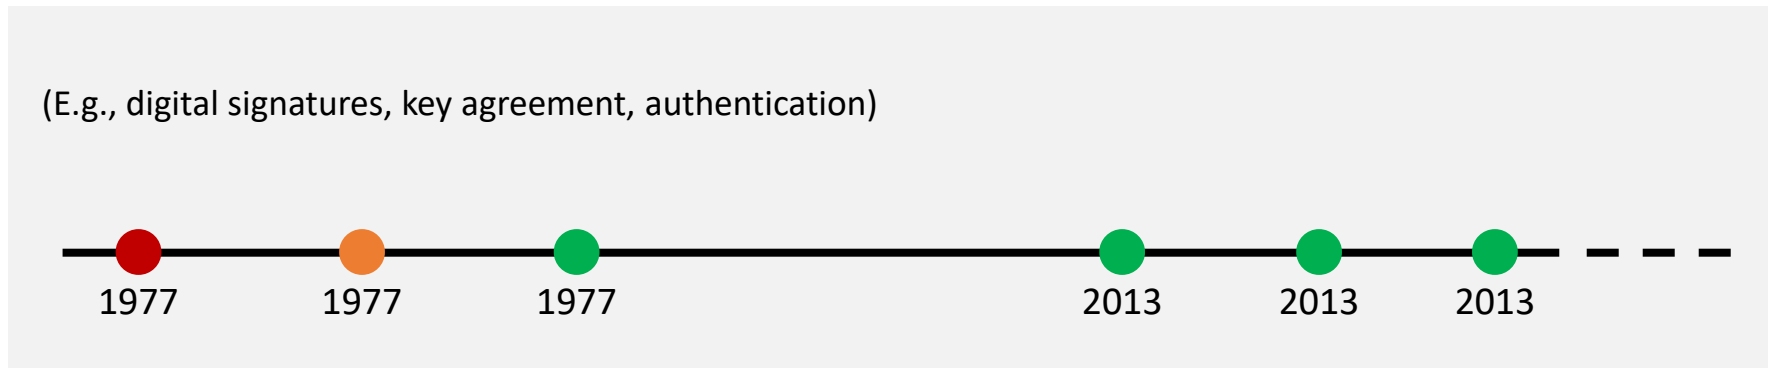 (E.g., digital signatures, key agreement, authentication)
1977 1977 1977 2013 2013 2013